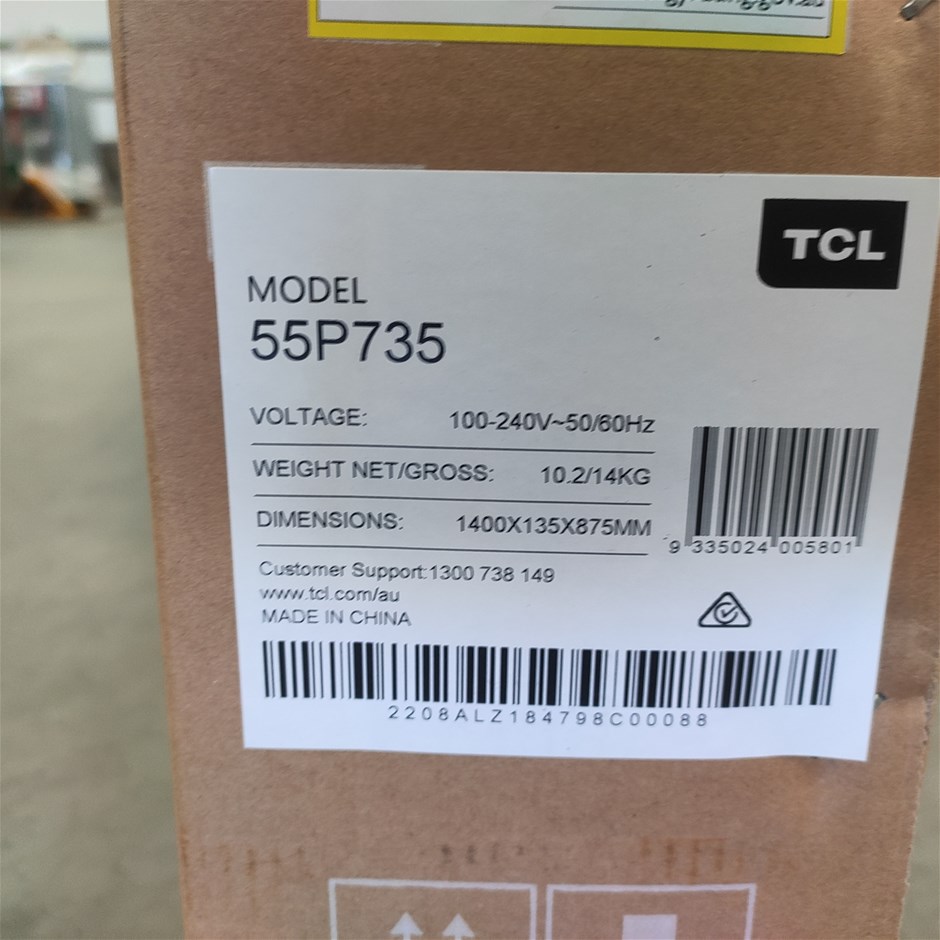 TCL
MODEL
55P735
VOLTAGE: 100-240V~50/60Hz
WEIGHT NET/GROSS: 10.2/14KG
DIMENSIONS: 1400X135X875MM
9 335024 005801
Customer Support:1300 738 149
www.tcl.com/au
MADE IN CHINA
2208ALZ184798C00088